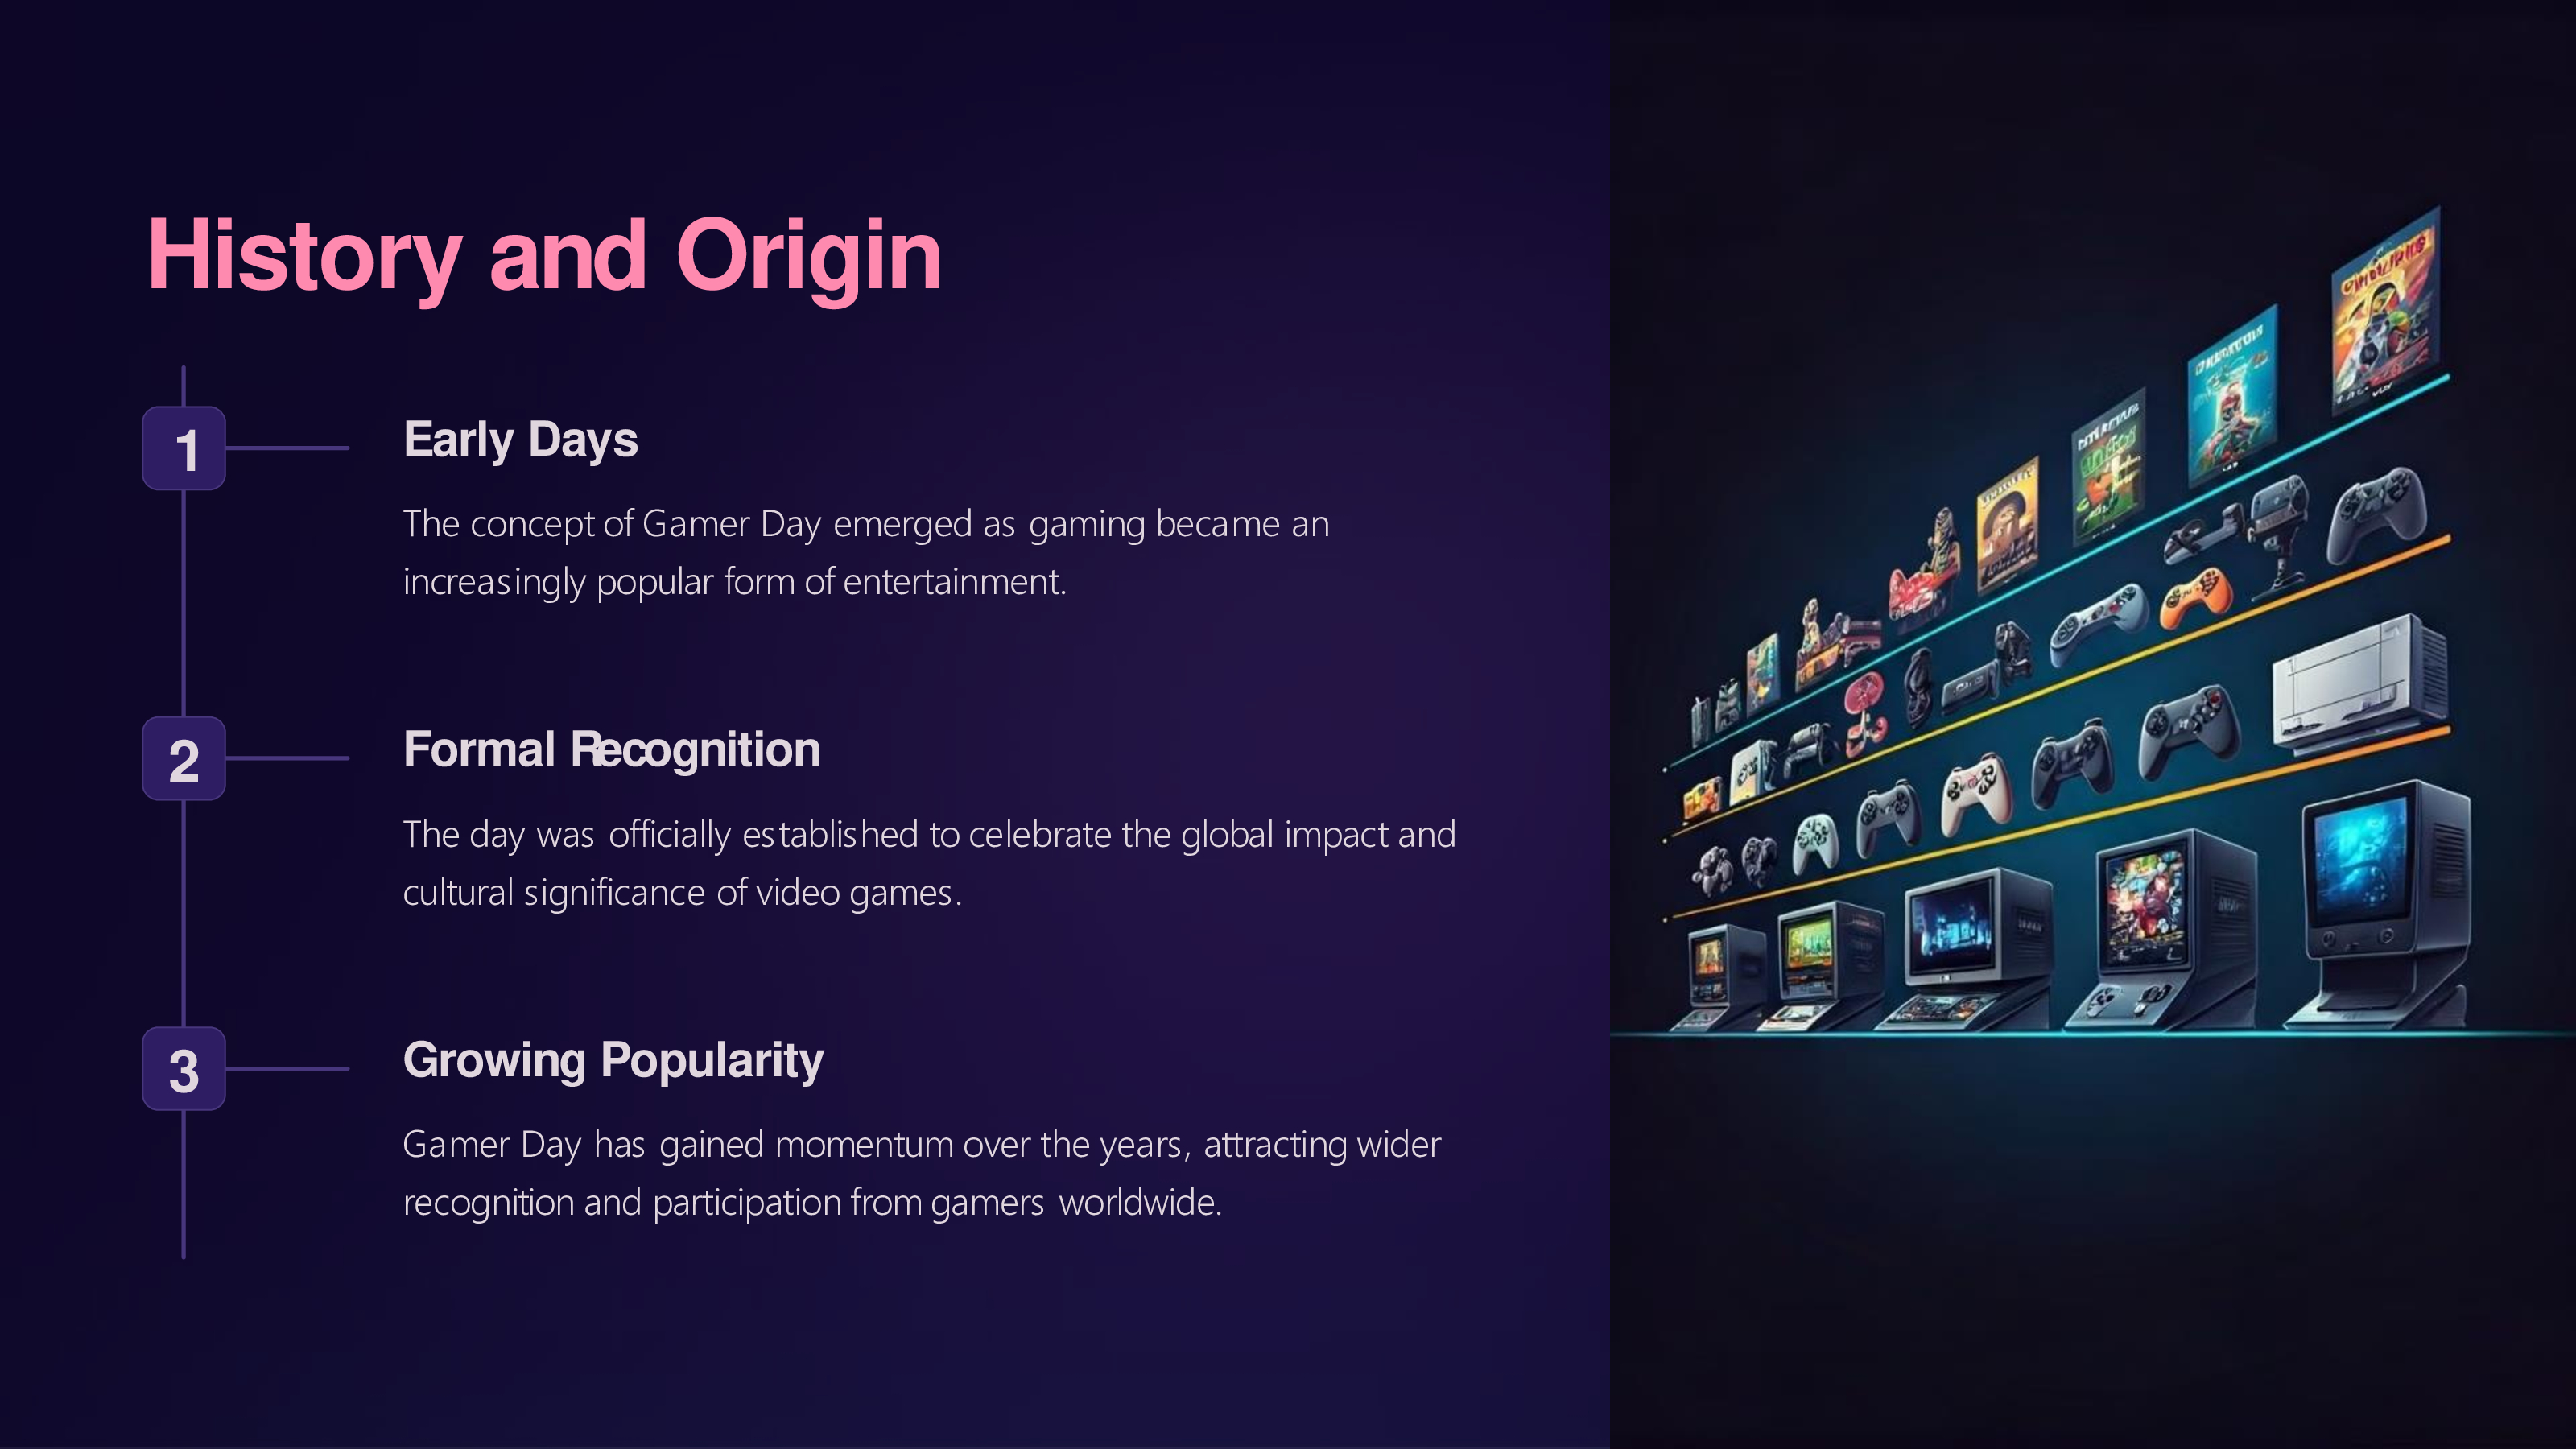 History and Origin
1
Early Days
The concept of Gamer Day emerged as gaming became an
increasingly popular form of entertainment.
2
Formal Recognition
The day was officially established to celebrate the global impact and
cultural significance of video games.
3
Growing Popularity
Gamer Day has gained momentum over the years, attracting wider
recognition and participation from gamers worldwide.